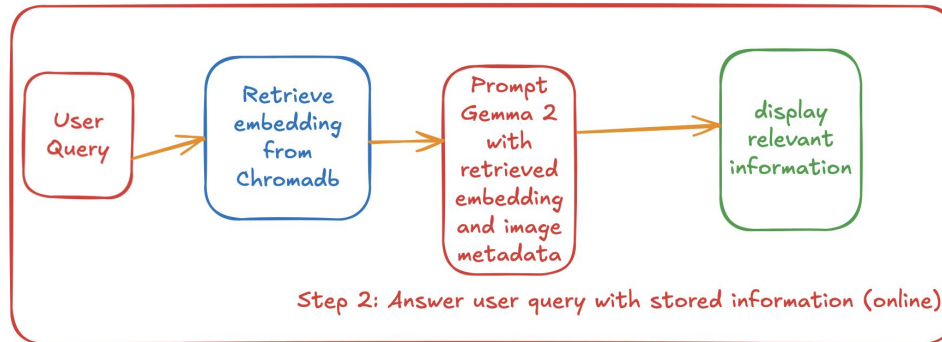 User
Query
Retrieve
embedding
from
Chromadb
Prompt
Gemma 2
with
retrieved
embedding
and image
metadata
display
relevant
information
Step 2: Answer user query with stored information (online)